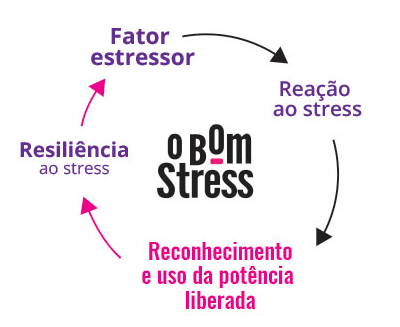 Fator
estressor
Reação
ao stress
Resiliência
ao stress
O BOm
Stress
Reconhecimento
e uso da potência
liberada